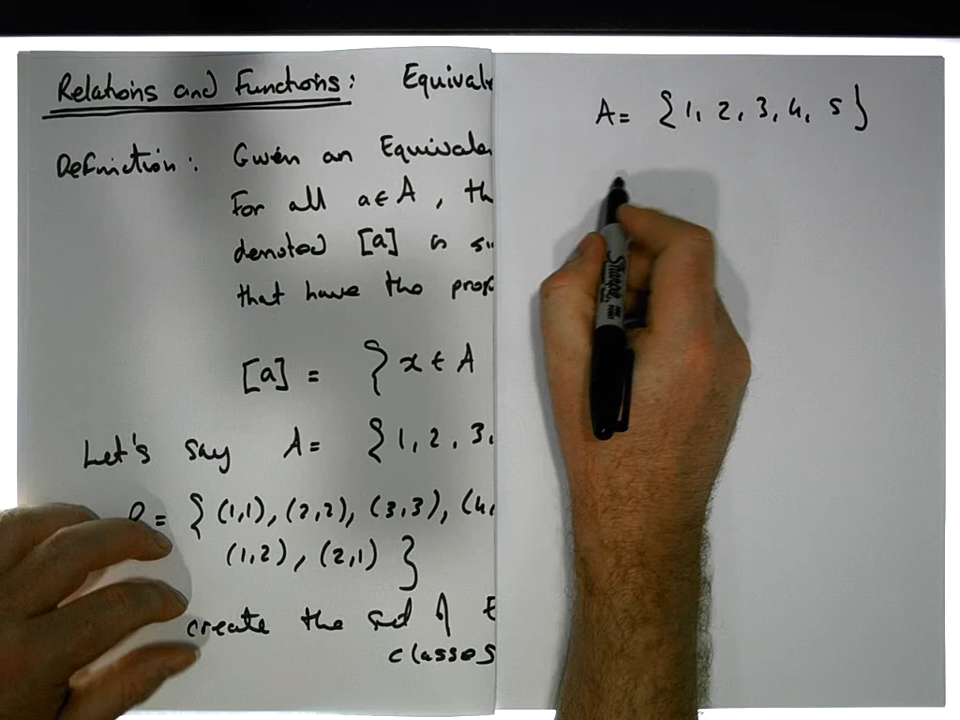 Relations and Functions: Equivale
Definition: Given an Equivale
For all a ∈ A, th
denoted [a] is su
that have the prop
[a] = { x ∈ A
Let's say A = {1, 2, 3,
= { (1,1), (2,2), (3,3), (4,
(1,2), (2,1) }
create the set of E
classes
A = {1, 2, 3, 4, 5}
Sharpie